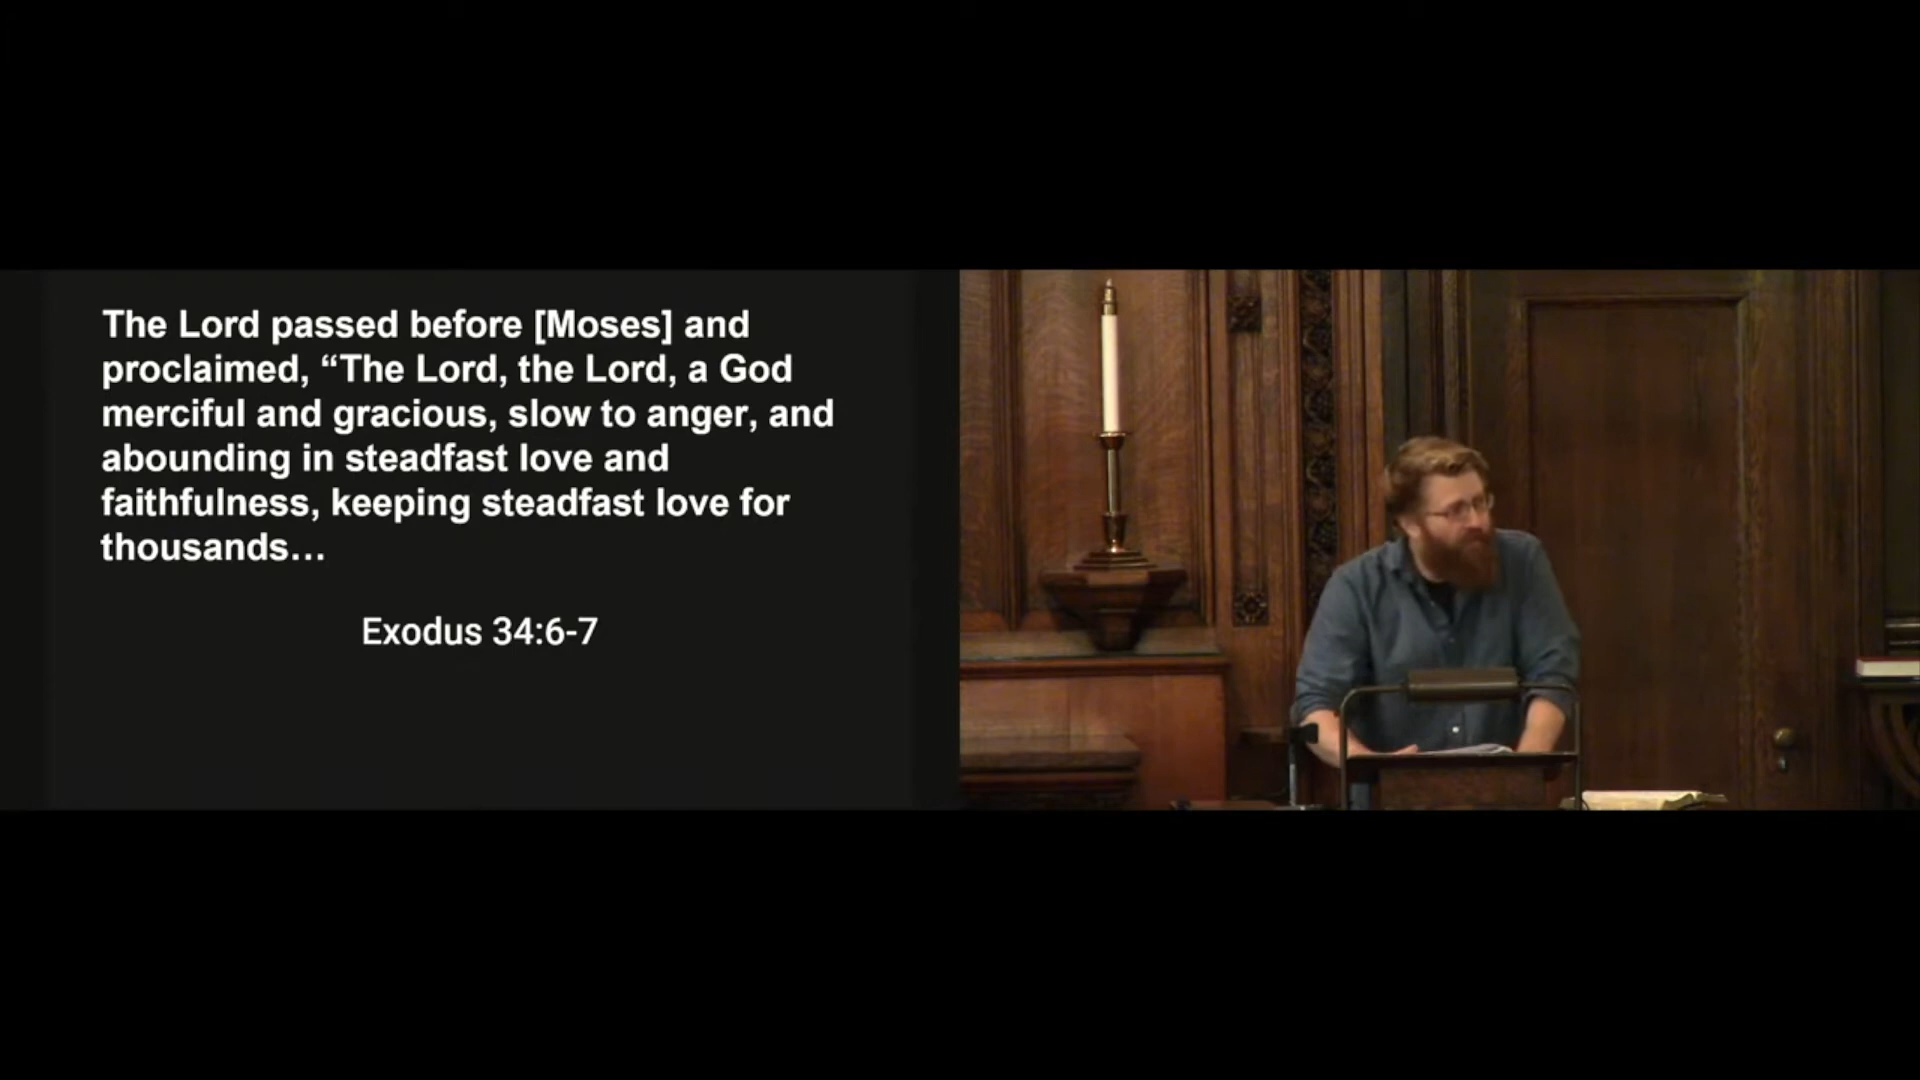 The Lord passed before [Moses] and
proclaimed, “The Lord, the Lord, a God
merciful and gracious, slow to anger, and
abounding in steadfast love and
faithfulness, keeping steadfast love for
thousands…
Exodus 34:6-7